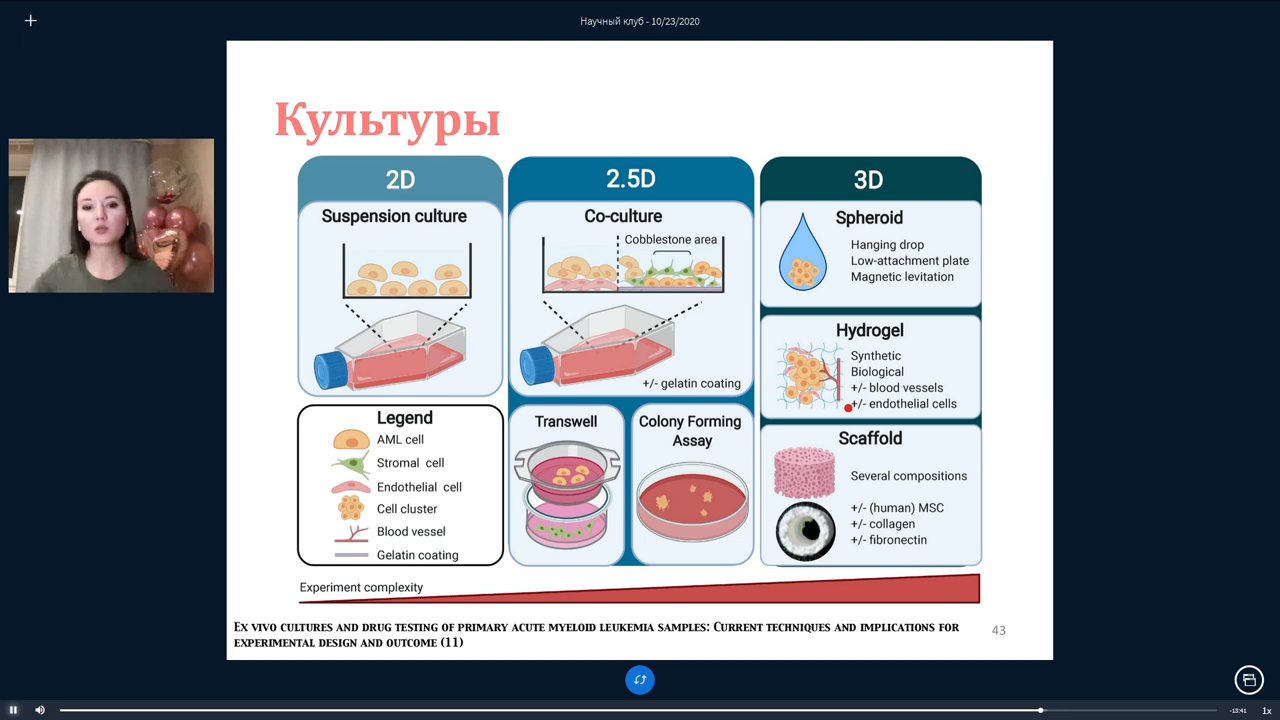 Научный клуб - 10/23/2020
Культуры
2D
Suspension culture
Legend
AML cell
Stromal cell
Endothelial cell
Cell cluster
Blood vessel
Gelatin coating
2.5D
Co-culture
Cobblestone area
+/- gelatin coating
Transwell
Colony Forming
Assay
3D
Spheroid
Hanging drop
Low-attachment plate
Magnetic levitation
Hydrogel
Synthetic
Biological
+/- blood vessels
+/- endothelial cells
Scaffold
Several compositions
+/- (human) MSC
+/- collagen
+/- fibronectin
Experiment complexity
Ex vivo cultures and drug testing of primary acute myeloid leukemia samples: Current techniques and implications for
experimental design and outcome (11)
43
-13:41
1x